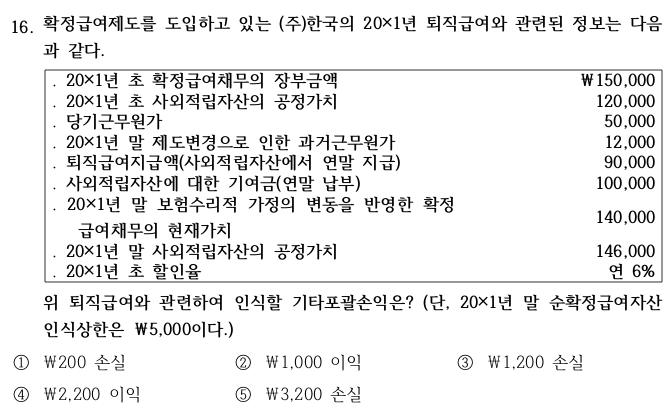 16. 확정급여제도를 도입하고 있는 (주)한국의 20×1년 퇴직급여와 관련된 정보는 다음
과 같다.
. 20×1년 초 확정급여채무의 장부금액 ₩150,000
. 20×1년 초 사외적립자산의 공정가치 120,000
. 당기근무원가 50,000
. 20×1년 말 제도변경으로 인한 과거근무원가 12,000
. 퇴직급여지급액(사외적립자산에서 연말 지급) 90,000
. 사외적립자산에 대한 기여금(연말 납부) 100,000
. 20×1년 말 보험수리적 가정의 변동을 반영한 확정
급여채무의 현재가치 140,000
. 20×1년 말 사외적립자산의 공정가치 146,000
. 20×1년 초 할인율 연 6%
위 퇴직급여와 관련하여 인식할 기타포괄손익은? (단, 20×1년 말 순확정급여자산
인식상한은 ₩5,000이다.)
① ₩200 손실 ② ₩1,000 이익 ③ ₩1,200 손실
④ ₩2,200 이익 ⑤ ₩3,200 손실